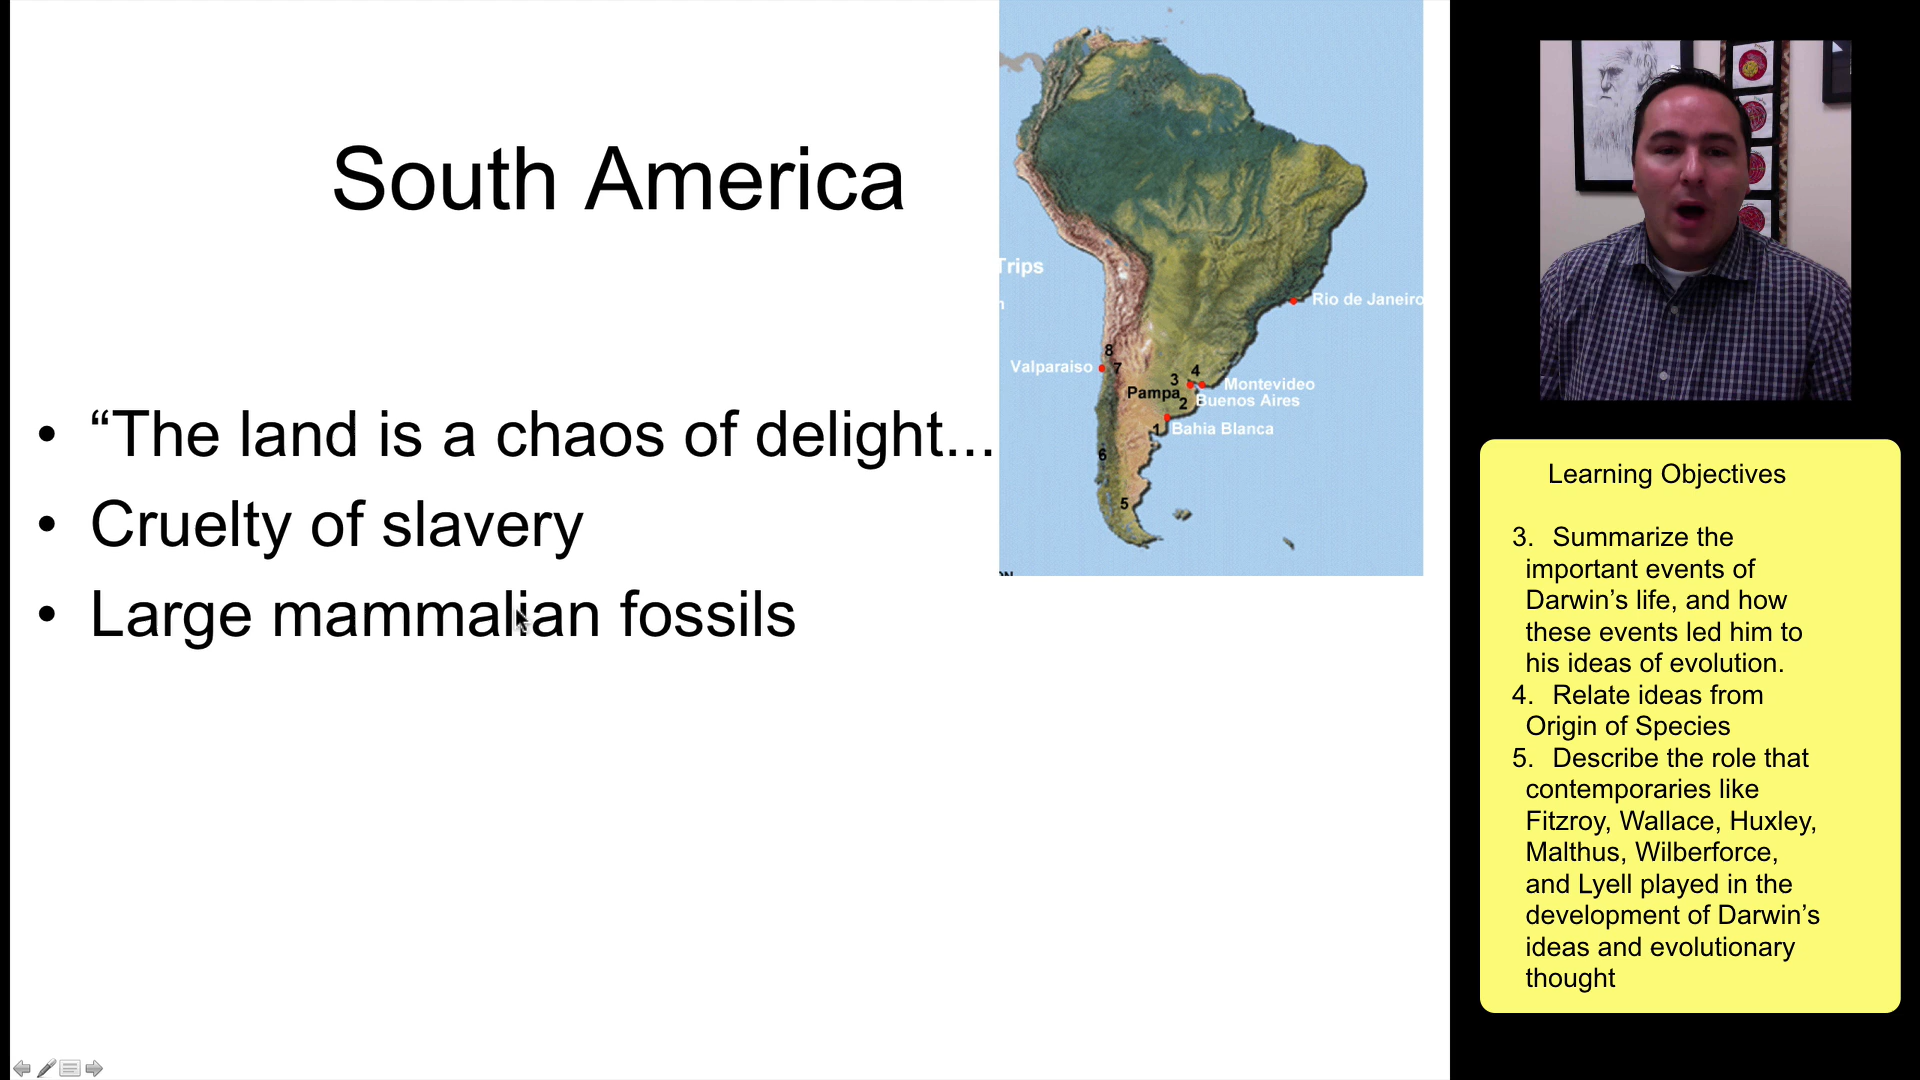 South America
• “The land is a chaos of delight...
• Cruelty of slavery
• Large mammalian fossils
Trips
Rio de Janeiro
8
Valparaiso
7
3
4
Montevideo
Pampa
2
Buenos Aires
1
Bahia Blanca
6
5
Learning Objectives
3. Summarize the
important events of
Darwin’s life, and how
these events led him to
his ideas of evolution.
4. Relate ideas from
Origin of Species
5. Describe the role that
contemporaries like
Fitzroy, Wallace, Huxley,
Malthus, Wilberforce,
and Lyell played in the
development of Darwin’s
ideas and evolutionary
thought